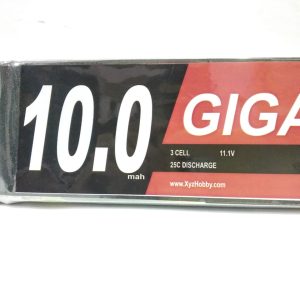 10.0
mah
GIGA
3 CELL 11.1V
25C DISCHARGE
www.XyzHobby.com